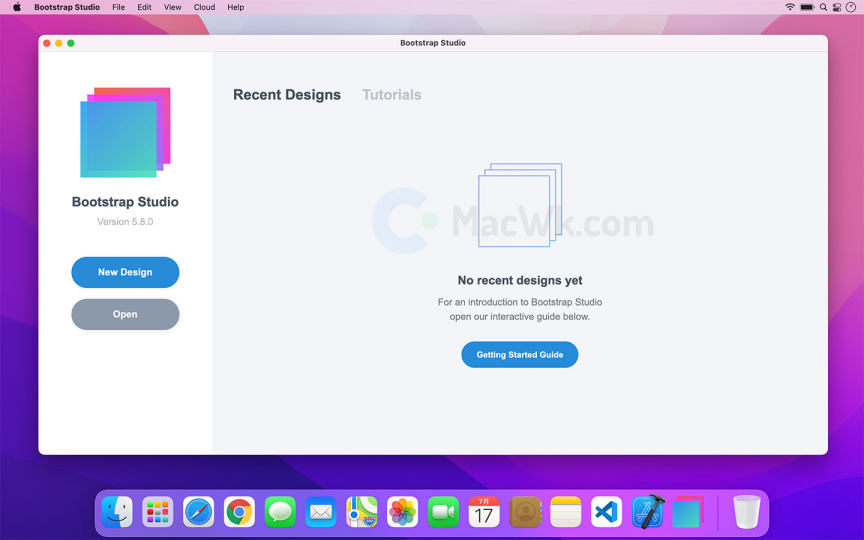 Bootstrap Studio File Edit View Cloud Help
Bootstrap Studio
Recent Designs Tutorials
MacWk.com
Bootstrap Studio
Version 5.8.0
New Design
Open
No recent designs yet
For an introduction to Bootstrap Studio
open our interactive guide below.
Getting Started Guide
7月
17